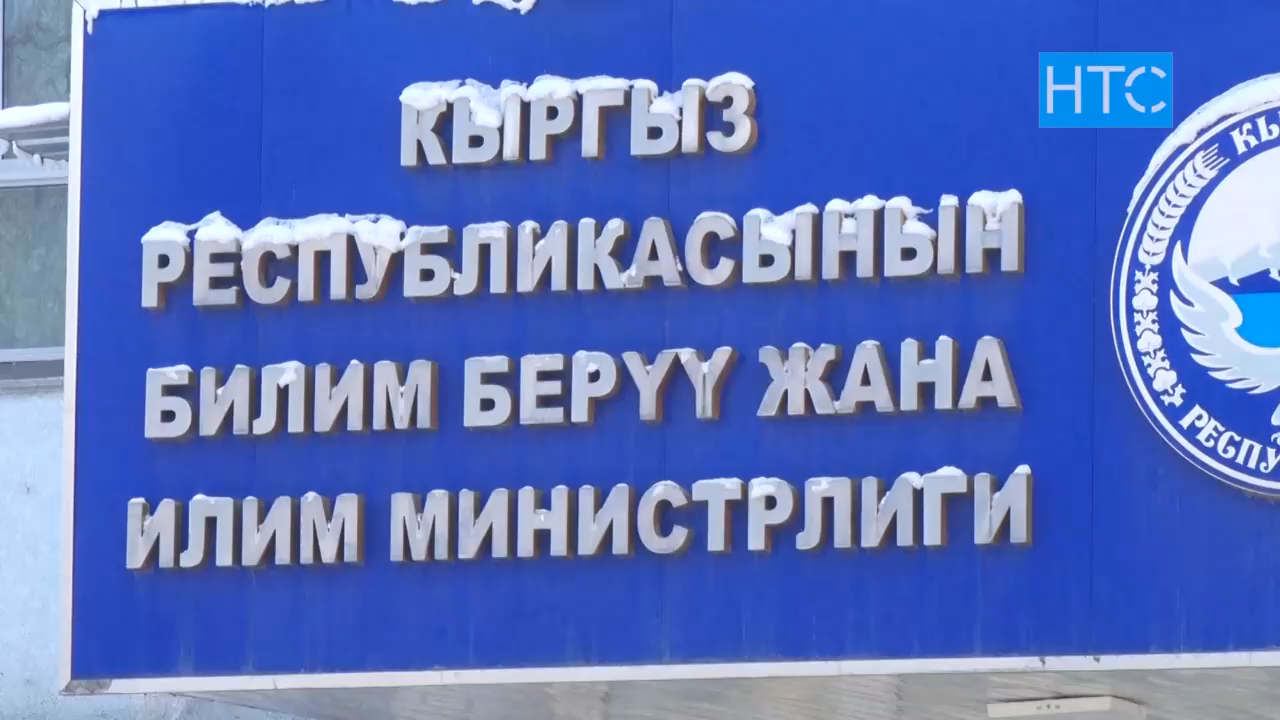 НТС
КЫРГЫЗ
РЕСПУБЛИКАСЫНЫН
БИЛИМ БЕРҮҮ ЖАНА
ИЛИМ МИНИСТРЛИГИ